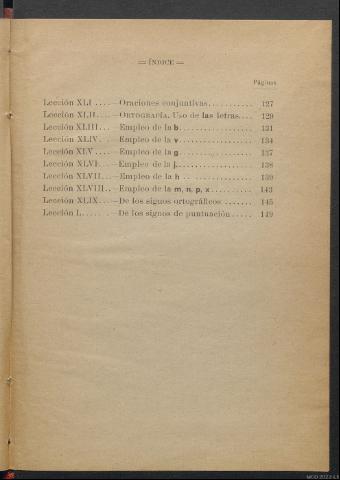 = ÍNDICE =
Páginas
Lección XLI ....—Oraciones conjuntivas........... 127
Lección XLII....—ORTOGRAFÍA. Uso de las letras.... 129
Lección XLIII...—Empleo de la b.................. 131
Lección XLIV....—Empleo de la v.................. 134
Lección XLV.....—Empleo de la g.................. 137
Lección XLVI....—Empleo de la j.................. 138
Lección XLVII...—Empleo de la h.................. 139
Lección XLVIII..—Empleo de la m, n, p, x......... 143
Lección XLIX....—De los signos ortográficos ....... 145
Lección L.......—De los signos de puntuación..... 149